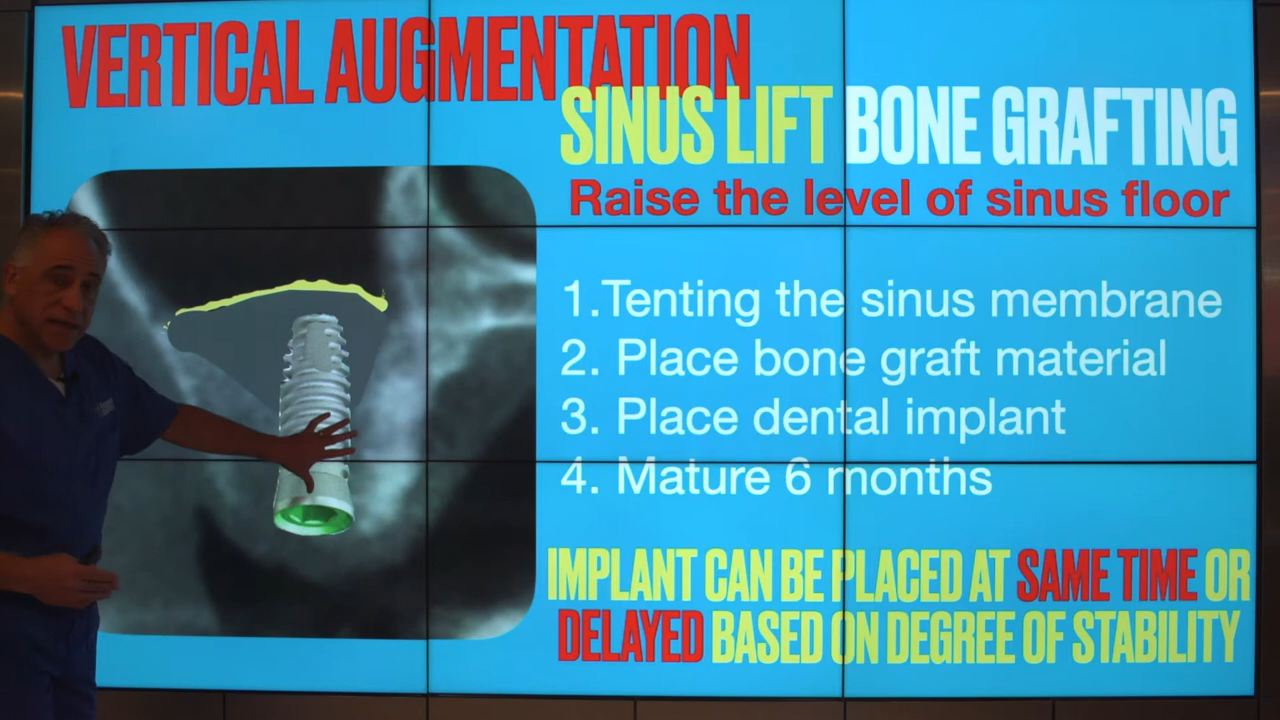 VERTICAL AUGMENTATION
SINUS LIFT BONE GRAFTING
Raise the level of sinus floor
1.Tenting the sinus membrane
2. Place bone graft material
3. Place dental implant
4. Mature 6 months
IMPLANT CAN BE PLACED AT SAME TIME OR
DELAYED BASED ON DEGREE OF STABILITY